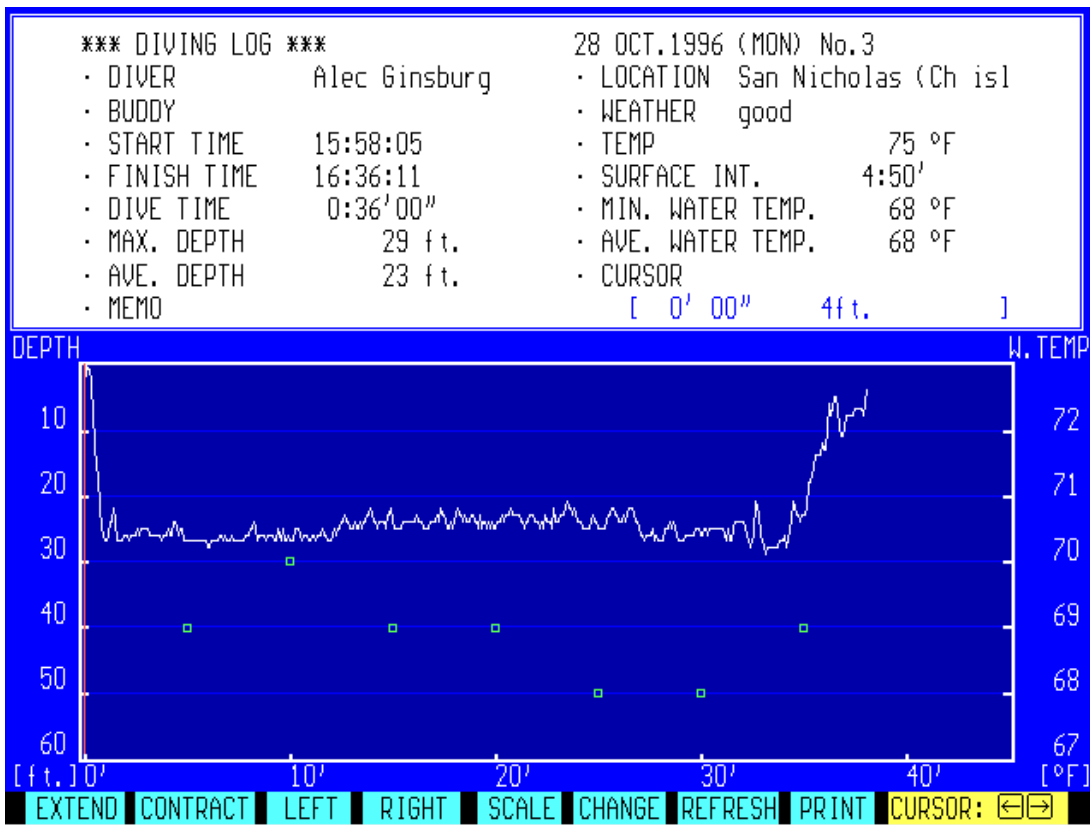 *** DIVING LOG *** 28 OCT.1996 (MON) No.3
· DIVER Alec Ginsburg · LOCATION San Nicholas (Ch isl
· BUDDY · WEATHER good
· START TIME 15:58:05 · TEMP 75 °F
· FINISH TIME 16:36:11 · SURFACE INT. 4:50'
· DIVE TIME 0:36'00" · MIN. WATER TEMP. 68 °F
· MAX. DEPTH 29 ft. · AVE. WATER TEMP. 68 °F
· AVE. DEPTH 23 ft. · CURSOR
· MEMO [ 0' 00" 4ft. ]
DEPTH W.TEMP
10 72
20 71
30 70
40 69
50 68
60 67
[ft.] 0' 10' 20' 30' 40' [°F]
EXTEND CONTRACT LEFT RIGHT SCALE CHANGE REFRESH PRINT CURSOR: ←→